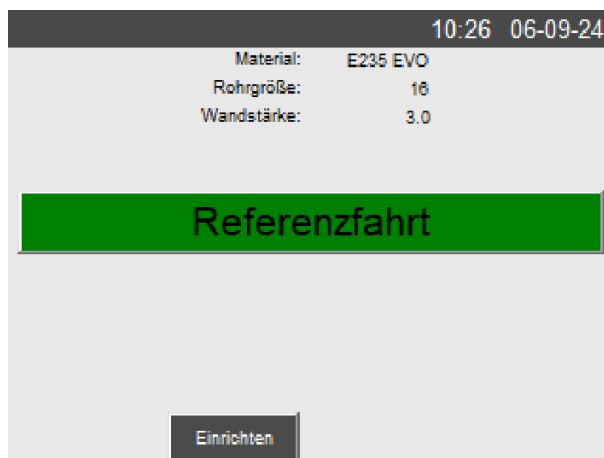 10:26 06-09-24
Material: E235 EVO
Rohrgröße: 16
Wandstärke: 3.0
Referenzfahrt
Einrichten